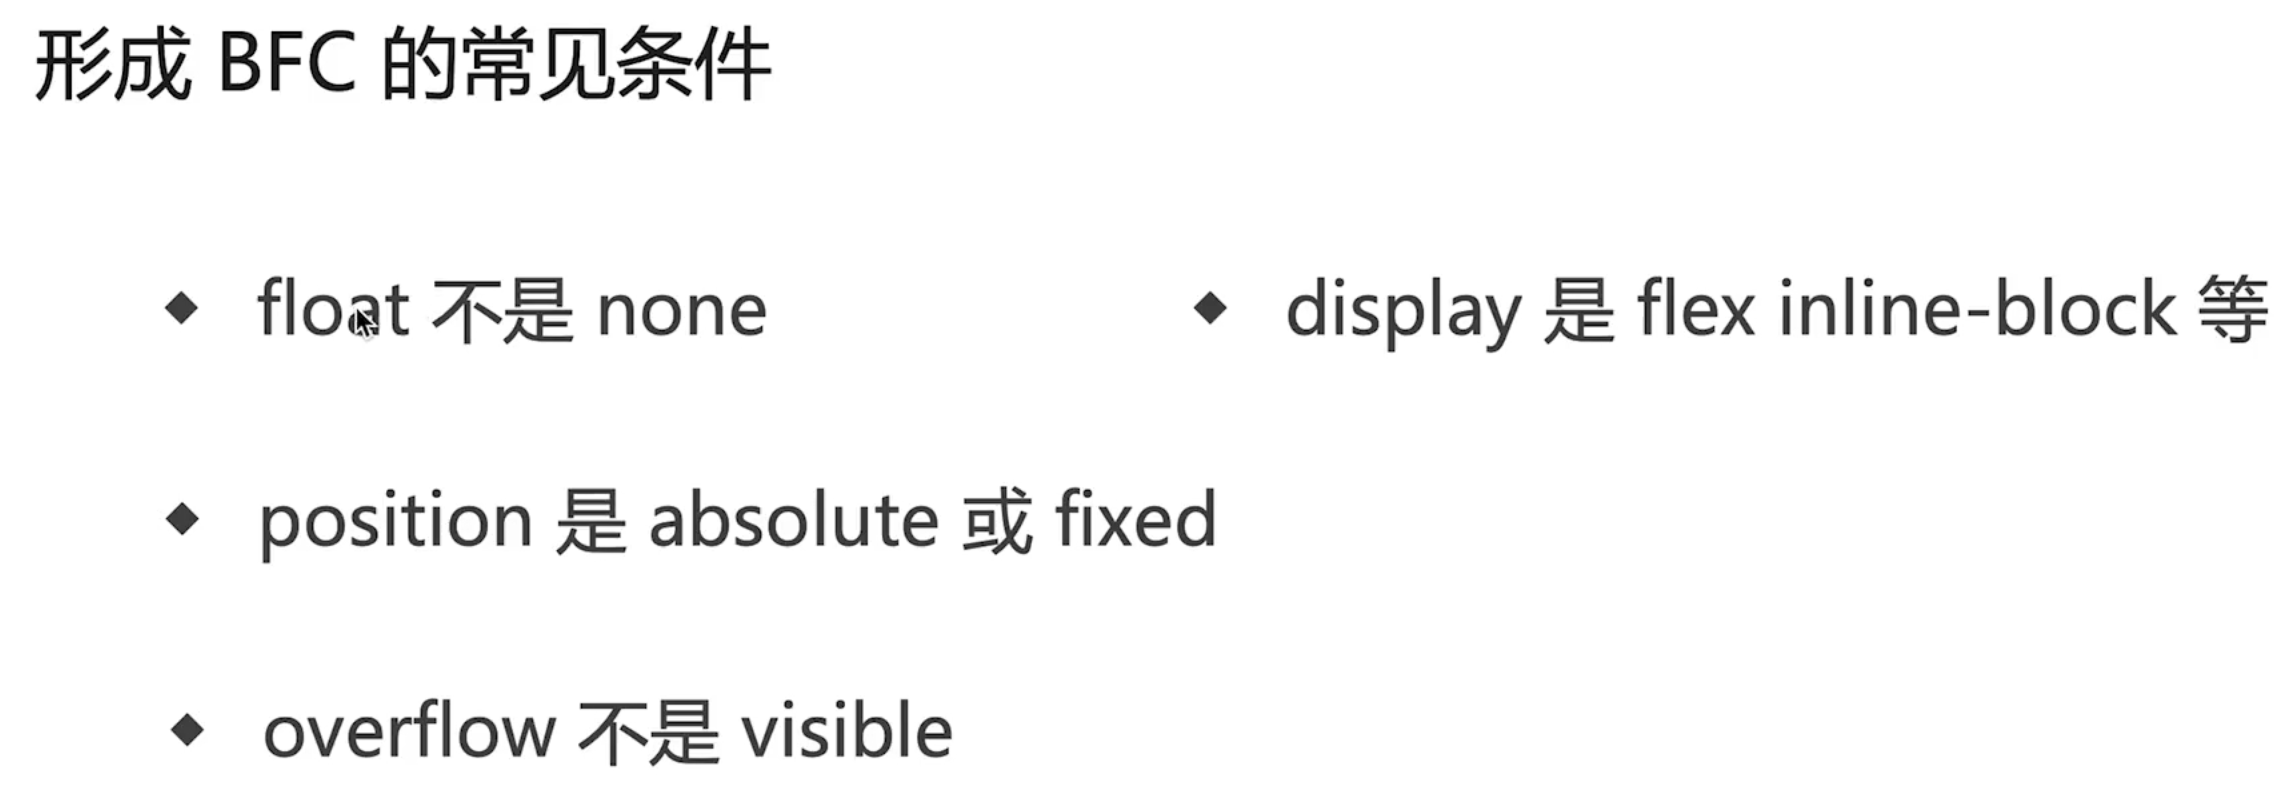 形成 BFC 的常见条件
◆ float 不是 none
◆ display 是 flex inline-block 等
◆ position 是 absolute 或 fixed
◆ overflow 不是 visible